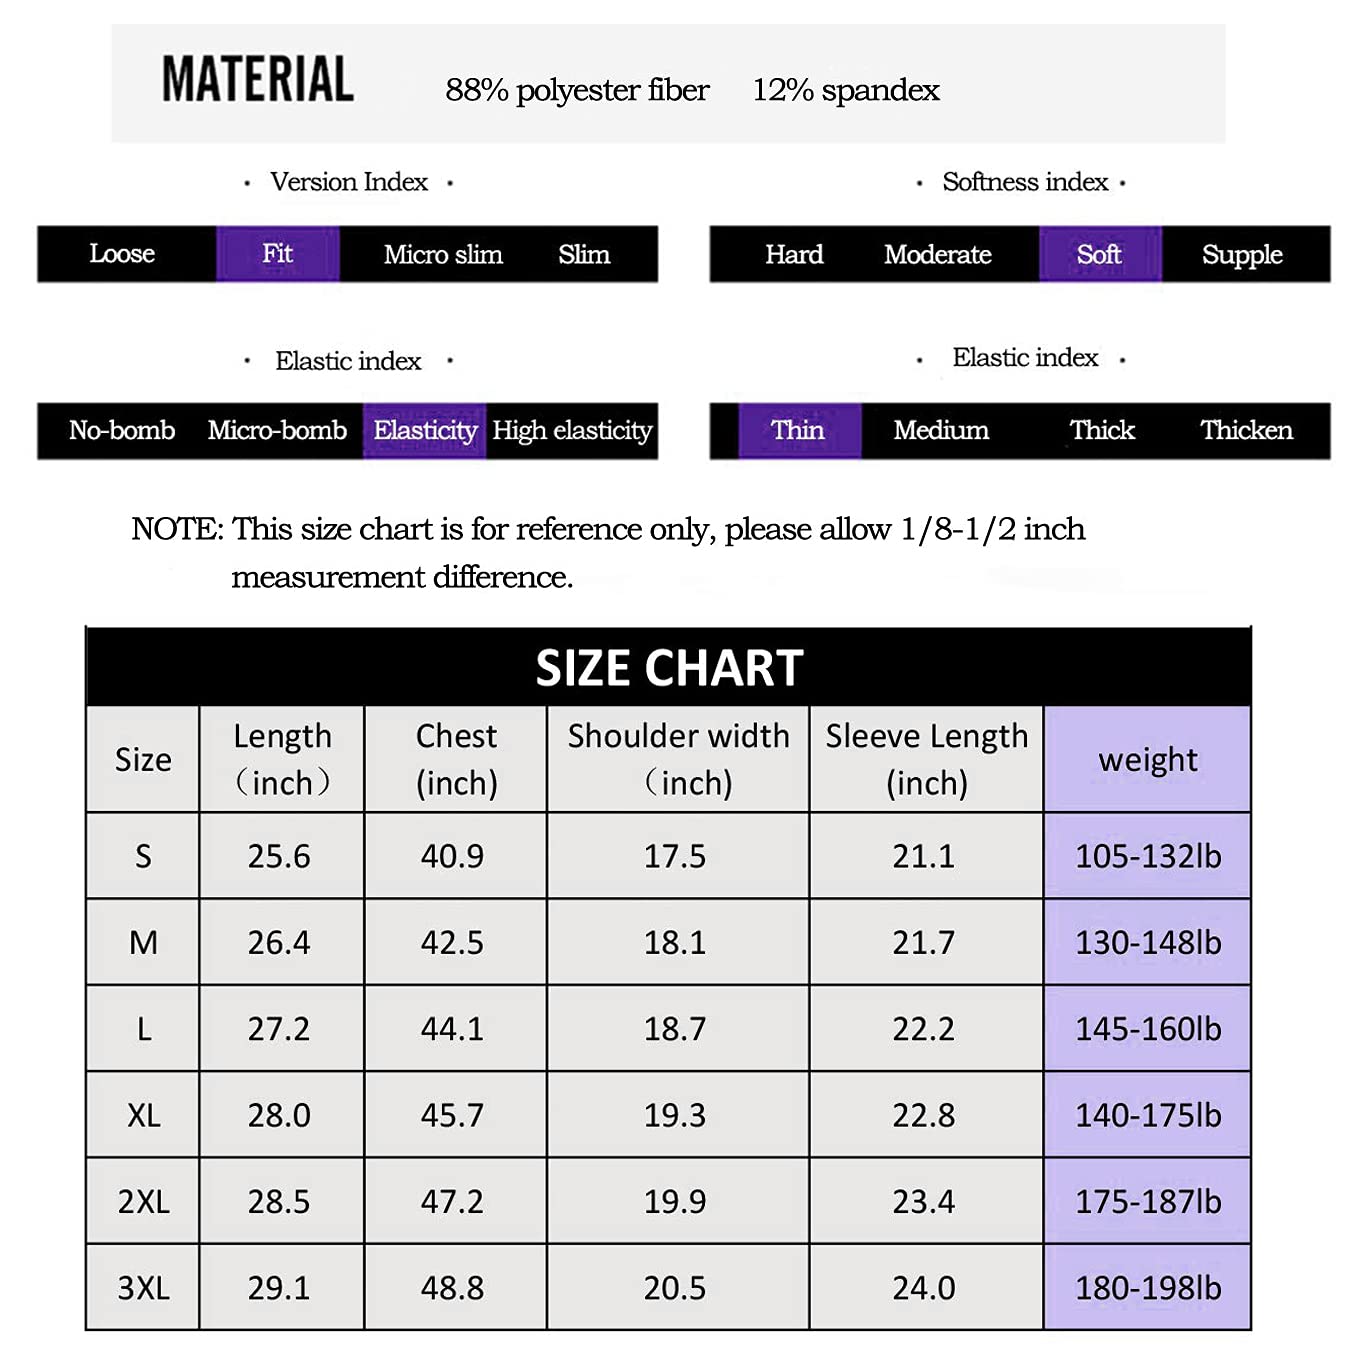 MATERIAL 88% polyester fiber 12% spandex
· Version Index · · Softness index ·
Loose Fit Micro slim Slim Hard Moderate Soft Supple
· Elastic index · · Elastic index ·
No-bomb Micro-bomb Elasticity High elasticity Thin Medium Thick Thicken
NOTE: This size chart is for reference only, please allow 1/8-1/2 inch
measurement difference.
SIZE CHART
Size Length（inch） Chest (inch) Shoulder width（inch) Sleeve Length (inch) weight
S 25.6 40.9 17.5 21.1 105-132lb
M 26.4 42.5 18.1 21.7 130-148lb
L 27.2 44.1 18.7 22.2 145-160lb
XL 28.0 45.7 19.3 22.8 140-175lb
2XL 28.5 47.2 19.9 23.4 175-187lb
3XL 29.1 48.8 20.5 24.0 180-198lb